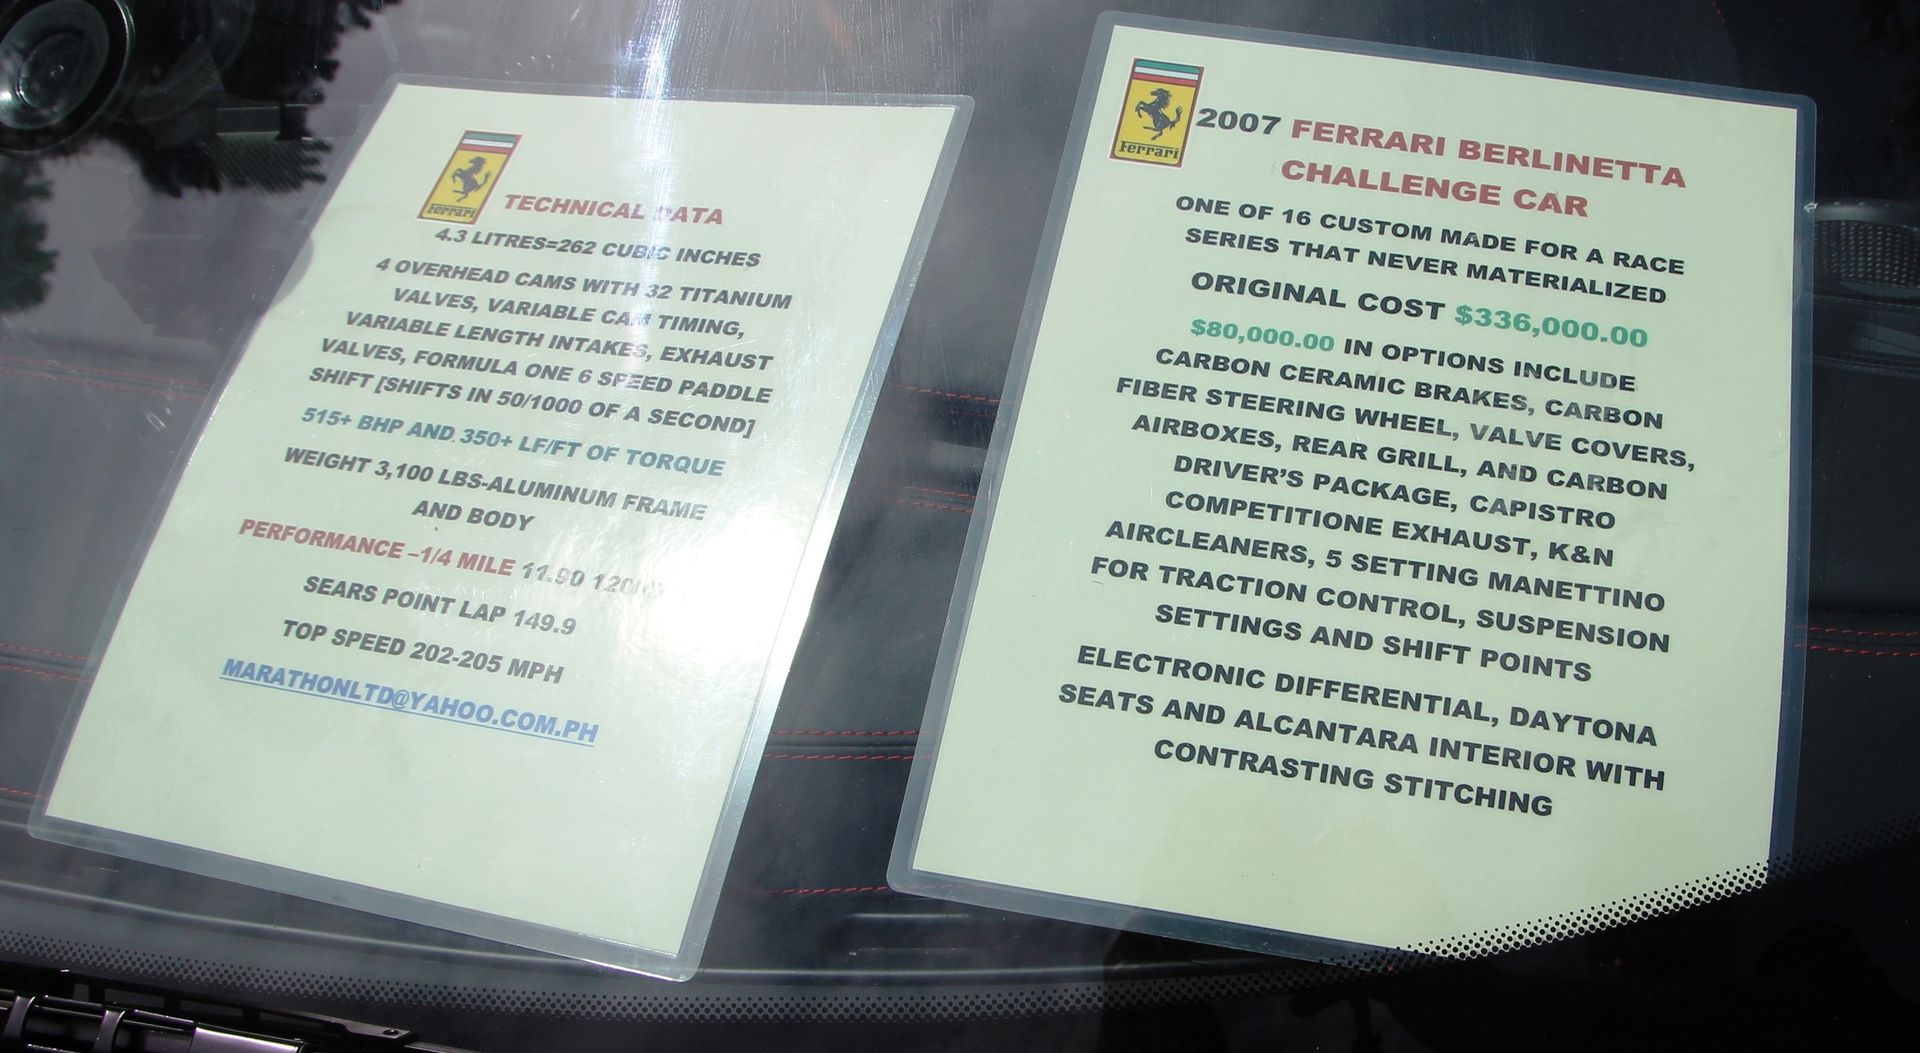 Ferrari
TECHNICAL DATA
4.3 LITRES=262 CUBIC INCHES
4 OVERHEAD CAMS WITH 32 TITANIUM
VALVES, VARIABLE CAM TIMING,
VARIABLE LENGTH INTAKES, EXHAUST
VALVES, FORMULA ONE 6 SPEED PADDLE
SHIFT [SHIFTS IN 50/1000 OF A SECOND]
515+ BHP AND 350+ LF/FT OF TORQUE
WEIGHT 3,100 LBS-ALUMINUM FRAME
AND BODY
PERFORMANCE –1/4 MILE 11.90
SEARS POINT LAP 149.9
TOP SPEED 202-205 MPH
MARATHONLTD@YAHOO.COM.PH
Ferrari
2007 FERRARI BERLINETTA
CHALLENGE CAR
ONE OF 16 CUSTOM MADE FOR A RACE
SERIES THAT NEVER MATERIALIZED
ORIGINAL COST $336,000.00
$80,000.00 IN OPTIONS INCLUDE
CARBON CERAMIC BRAKES, CARBON
FIBER STEERING WHEEL, VALVE COVERS,
AIRBOXES, REAR GRILL, AND CARBON
DRIVER'S PACKAGE, CAPISTRO
COMPETITIONE EXHAUST, K&N
AIRCLEANERS, 5 SETTING MANETTINO
FOR TRACTION CONTROL, SUSPENSION
SETTINGS AND SHIFT POINTS
ELECTRONIC DIFFERENTIAL, DAYTONA
SEATS AND ALCANTARA INTERIOR WITH
CONTRASTING STITCHING